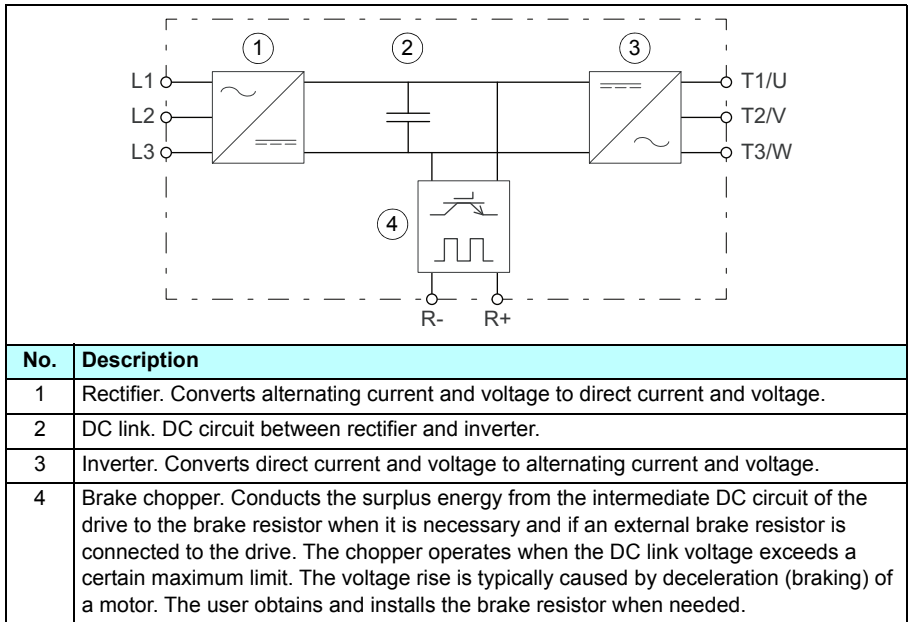 1 2 3
L1 T1/U
L2 T2/V
L3 T3/W
4
R- R+
No. Description
1 Rectifier. Converts alternating current and voltage to direct current and voltage.
2 DC link. DC circuit between rectifier and inverter.
3 Inverter. Converts direct current and voltage to alternating current and voltage.
4 Brake chopper. Conducts the surplus energy from the intermediate DC circuit of the
drive to the brake resistor when it is necessary and if an external brake resistor is
connected to the drive. The chopper operates when the DC link voltage exceeds a
certain maximum limit. The voltage rise is typically caused by deceleration (braking) of
a motor. The user obtains and installs the brake resistor when needed.